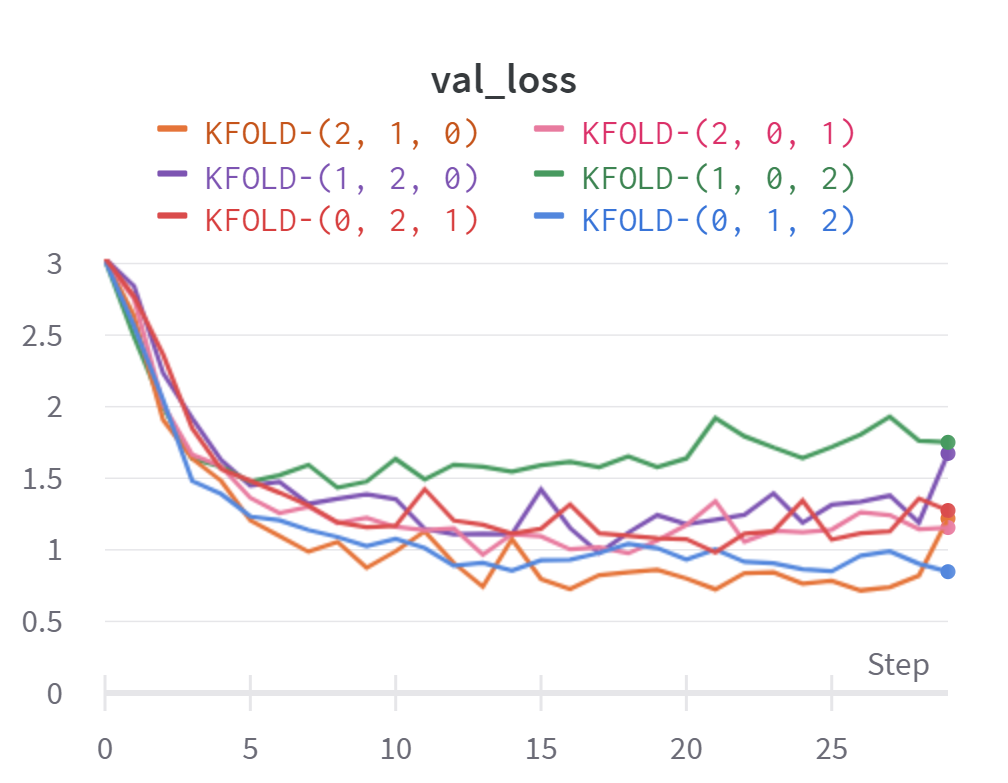 val_loss
KFOLD-(2, 1, 0) KFOLD-(2, 0, 1)
KFOLD-(1, 2, 0) KFOLD-(1, 0, 2)
KFOLD-(0, 2, 1) KFOLD-(0, 1, 2)
3
2.5
2
1.5
1
0.5
Step
0
0 5 10 15 20 25